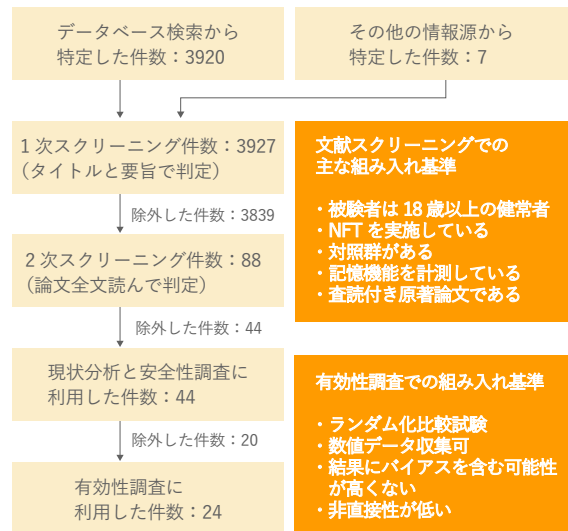 データベース検索から
特定した件数：3920
その他の情報源から
特定した件数：7
1 次スクリーニング件数：3927
（タイトルと要旨で判定）
文献スクリーニングでの
主な組み入れ基準
・被験者は 18 歳以上の健常者
・NFT を実施している
・対照群がある
・記憶機能を計測している
・査読付き原著論文である
除外した件数：3839
2 次スクリーニング件数：88
（論文全文読んで判定）
除外した件数：44
現状分析と安全性調査に
利用した件数：44
有効性調査での組み入れ基準
・ランダム化比較試験
・数値データ収集可
・結果にバイアスを含む可能性
が高くない
・非直接性が低い
除外した件数：20
有効性調査に
利用した件数：24